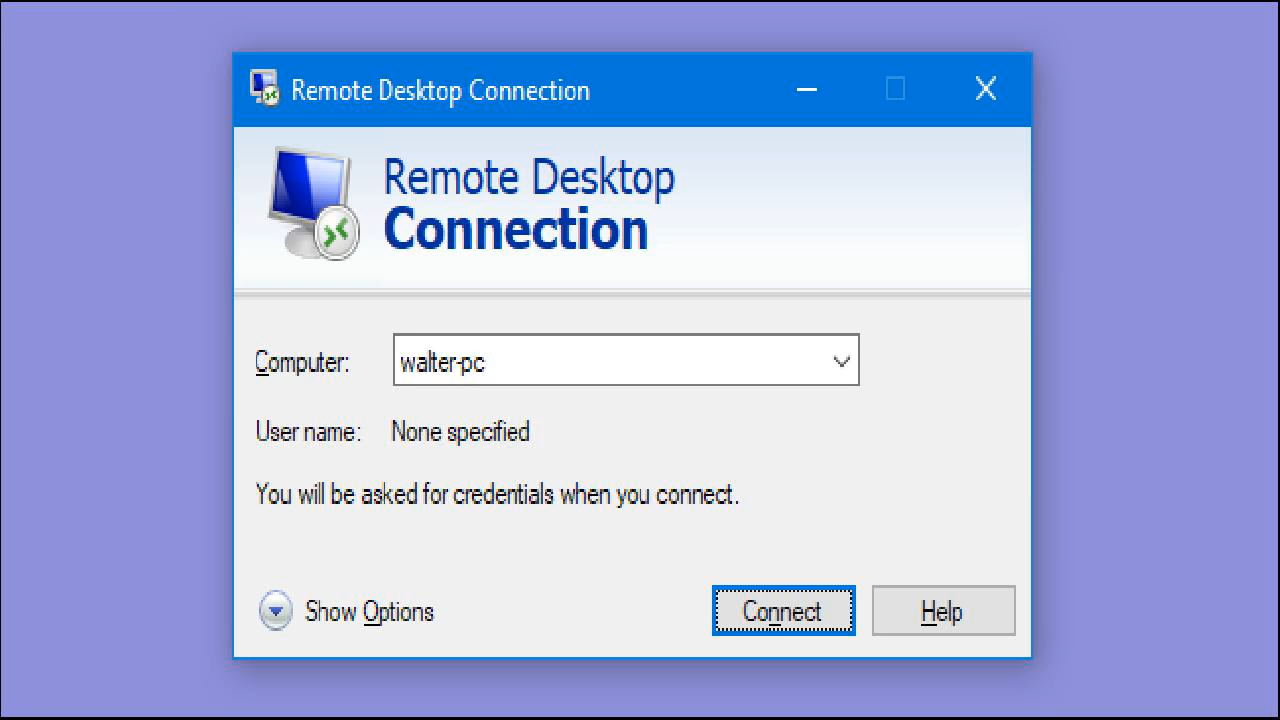 Remote Desktop Connection
Remote Desktop
Connection
Computer: walter-pc
User name: None specified
You will be asked for credentials when you connect.
Show Options Connect Help